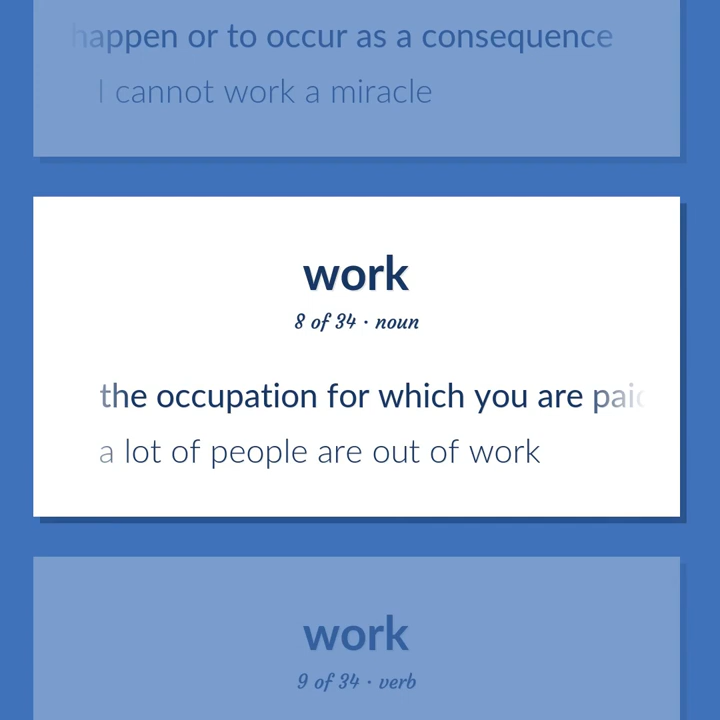 happen or to occur as a consequence
I cannot work a miracle
work
8 of 34 · noun
the occupation for which you are paid
a lot of people are out of work
work
9 of 34 · verb